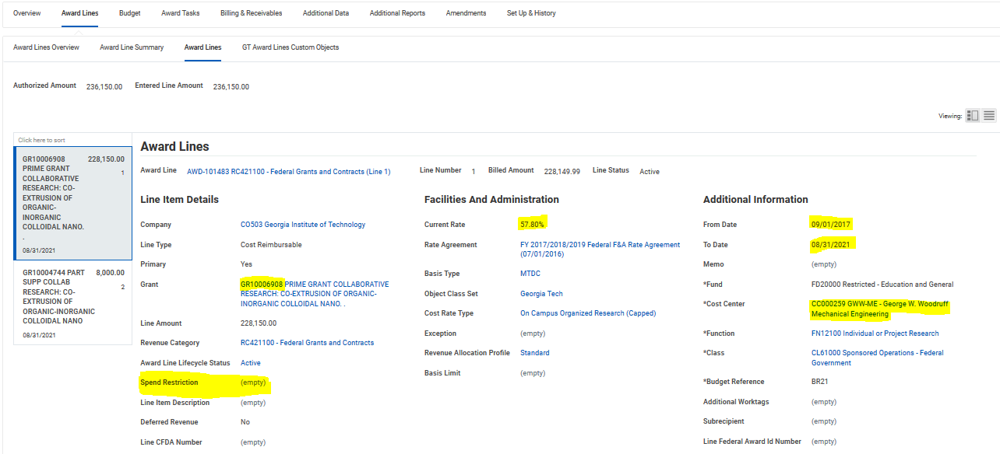 Overview Award Lines Budget Award Tasks Billing & Receivables Additional Data Additional Reports Amendments Set Up & History
Award Lines Overview Award Line Summary Award Lines GT Award Lines Custom Objects
Authorized Amount 236,150.00 Entered Line Amount 236,150.00
Viewing:
Click here to sort
GR10006908 228,150.00
PRIME GRANT 1
COLLABORATIVE
RESEARCH: CO-
EXTRUSION OF
ORGANIC-
INORGANIC
COLLOIDAL NANO.
.
08/31/2021
GR10004744 PART 8,000.00
SUPP COLLAB 2
RESEARCH: CO-
EXTRUSION OF
ORGANIC-INORGANIC
COLLOIDAL NANO
08/31/2021
Award Lines
Award Line AWD-101483 RC421100 - Federal Grants and Contracts (Line 1) Line Number 1 Billed Amount 228,149.99 Line Status Active
Line Item Details
Company CO503 Georgia Institute of Technology
Line Type Cost Reimbursable
Primary Yes
Grant GR10006908 PRIME GRANT COLLABORATIVE
RESEARCH: CO-EXTRUSION OF ORGANIC-
INORGANIC COLLOIDAL NANO. .
Line Amount 228,150.00
Revenue Category RC421100 - Federal Grants and Contracts
Award Line Lifecycle Status Active
Spend Restriction (empty)
Line Item Description (empty)
Deferred Revenue No
Line CFDA Number (empty)
Facilities And Administration
Current Rate 57.80%
Rate Agreement FY 2017/2018/2019 Federal F&A Rate Agreement
(07/01/2016)
Basis Type MTDC
Object Class Set Georgia Tech
Cost Rate Type On Campus Organized Research (Capped)
Exception (empty)
Revenue Allocation Profile Standard
Basis Limit (empty)
Additional Information
From Date 09/01/2017
To Date 08/31/2021
Memo (empty)
*Fund FD20000 Restricted - Education and General
*Cost Center CC000259 GWW-ME - George W. Woodruff
Mechanical Engineering
*Function FN12100 Individual or Project Research
*Class CL61000 Sponsored Operations - Federal
Government
*Budget Reference BR21
Additional Worktags (empty)
Subrecipient (empty)
Line Federal Award Id Number (empty)